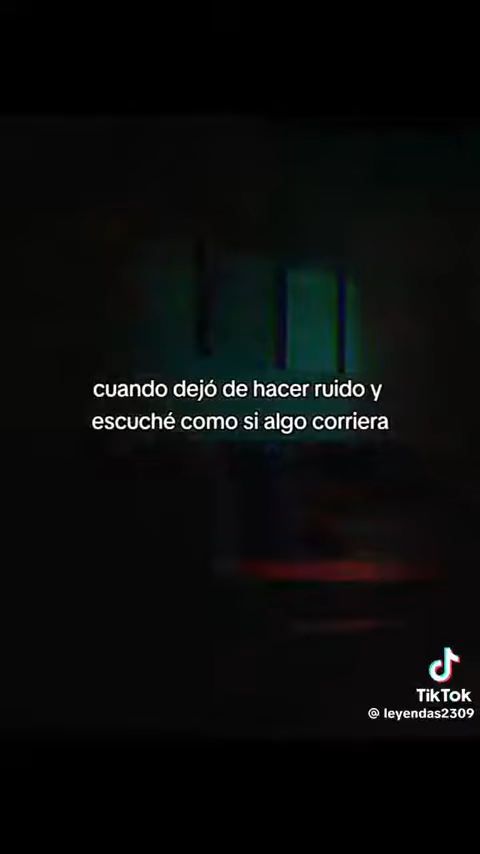 cuando dejó de hacer ruido y
escuché como si algo corriera
TikTok
@ leyendas2309